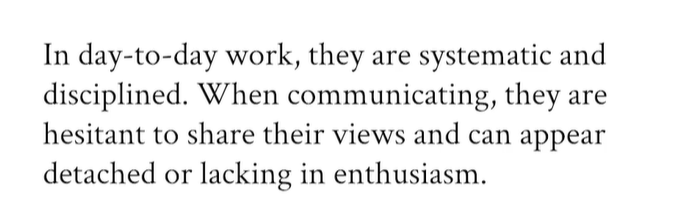 In day-to-day work, they are systematic and
disciplined. When communicating, they are
hesitant to share their views and can appear
detached or lacking in enthusiasm.